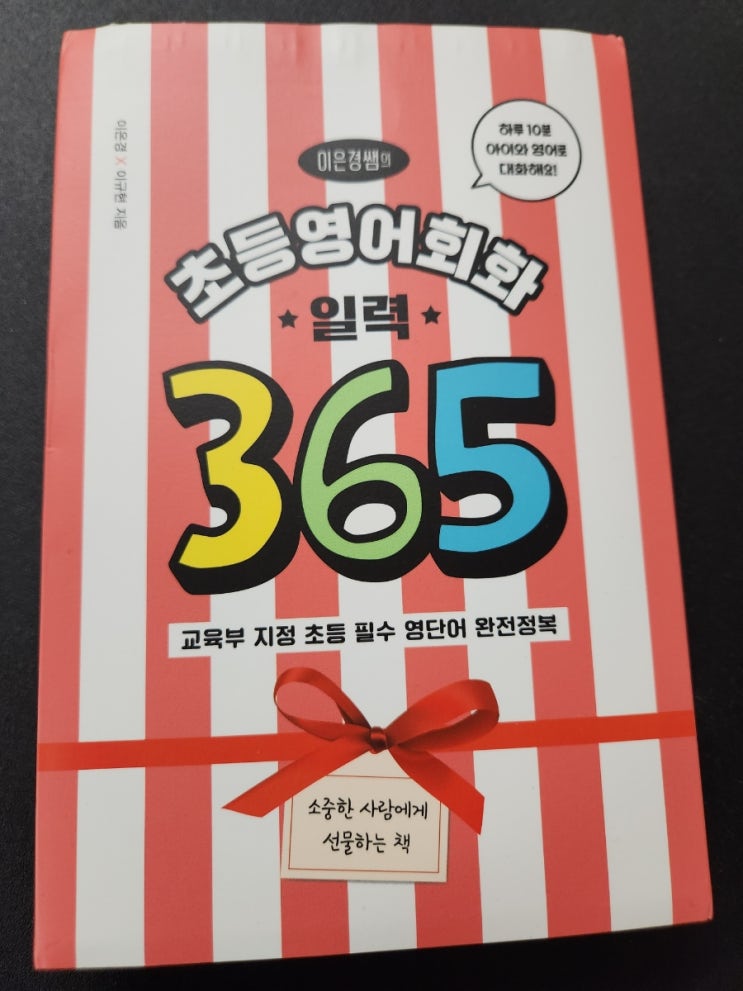 이은경 X 이규현 지음
하루 10분
아이와 영어로
대화해요!
이은경쌤의
초등영어회화
일력
365
교육부 지정 초등 필수 영단어 완전정복
소중한 사람에게
선물하는 책